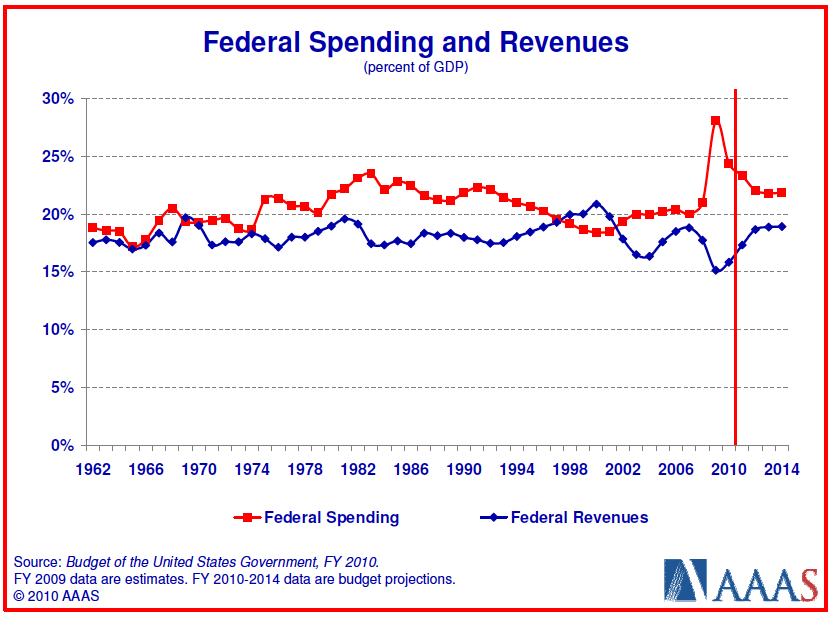 Federal Spending and Revenues
(percent of GDP)
30%
25%
20%
15%
10%
5%
0%
1962 1966 1970 1974 1978 1982 1986 1990 1994 1998 2002 2006 2010 2014
Federal Spending Federal Revenues
Source: Budget of the United States Government, FY 2010.
FY 2009 data are estimates. FY 2010-2014 data are budget projections.
© 2010 AAAS
AAAS